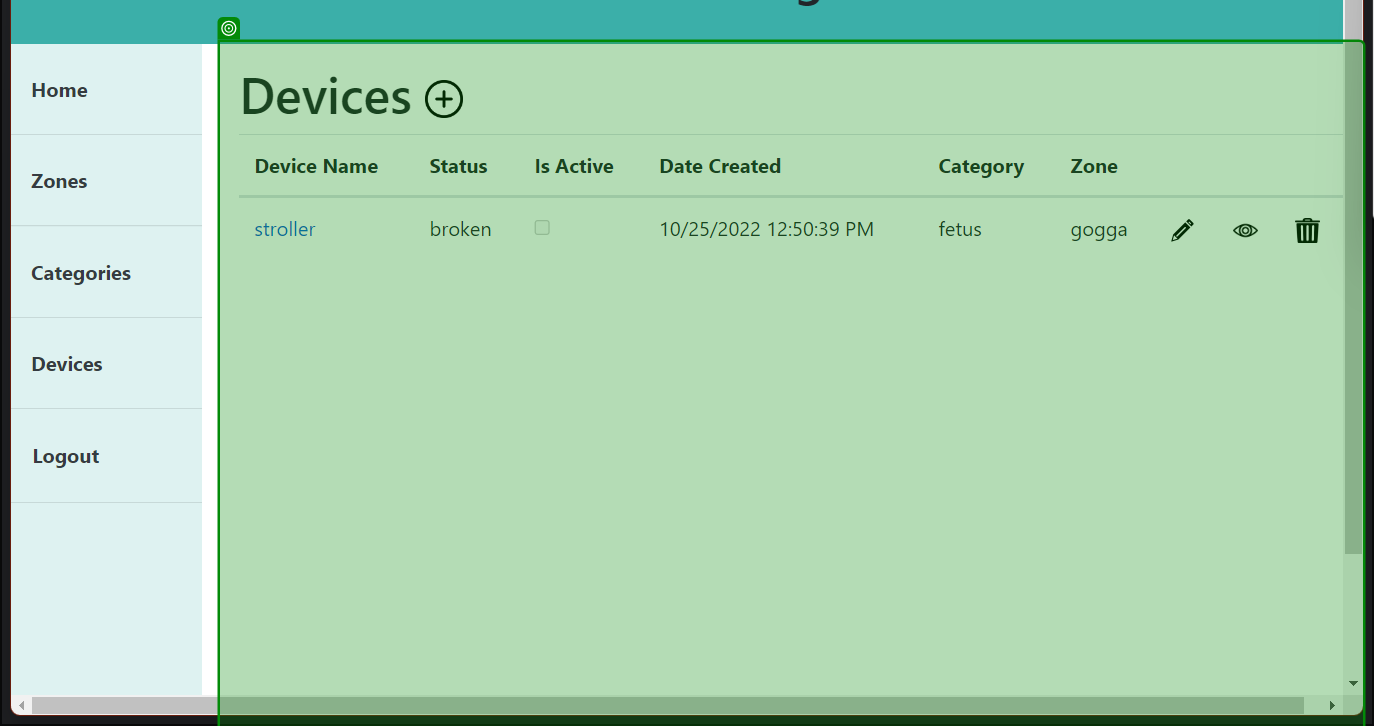 Home
Zones
Categories
Devices
Logout
Devices
Device Name Status Is Active Date Created Category Zone
stroller broken 10/25/2022 12:50:39 PM fetus gogga